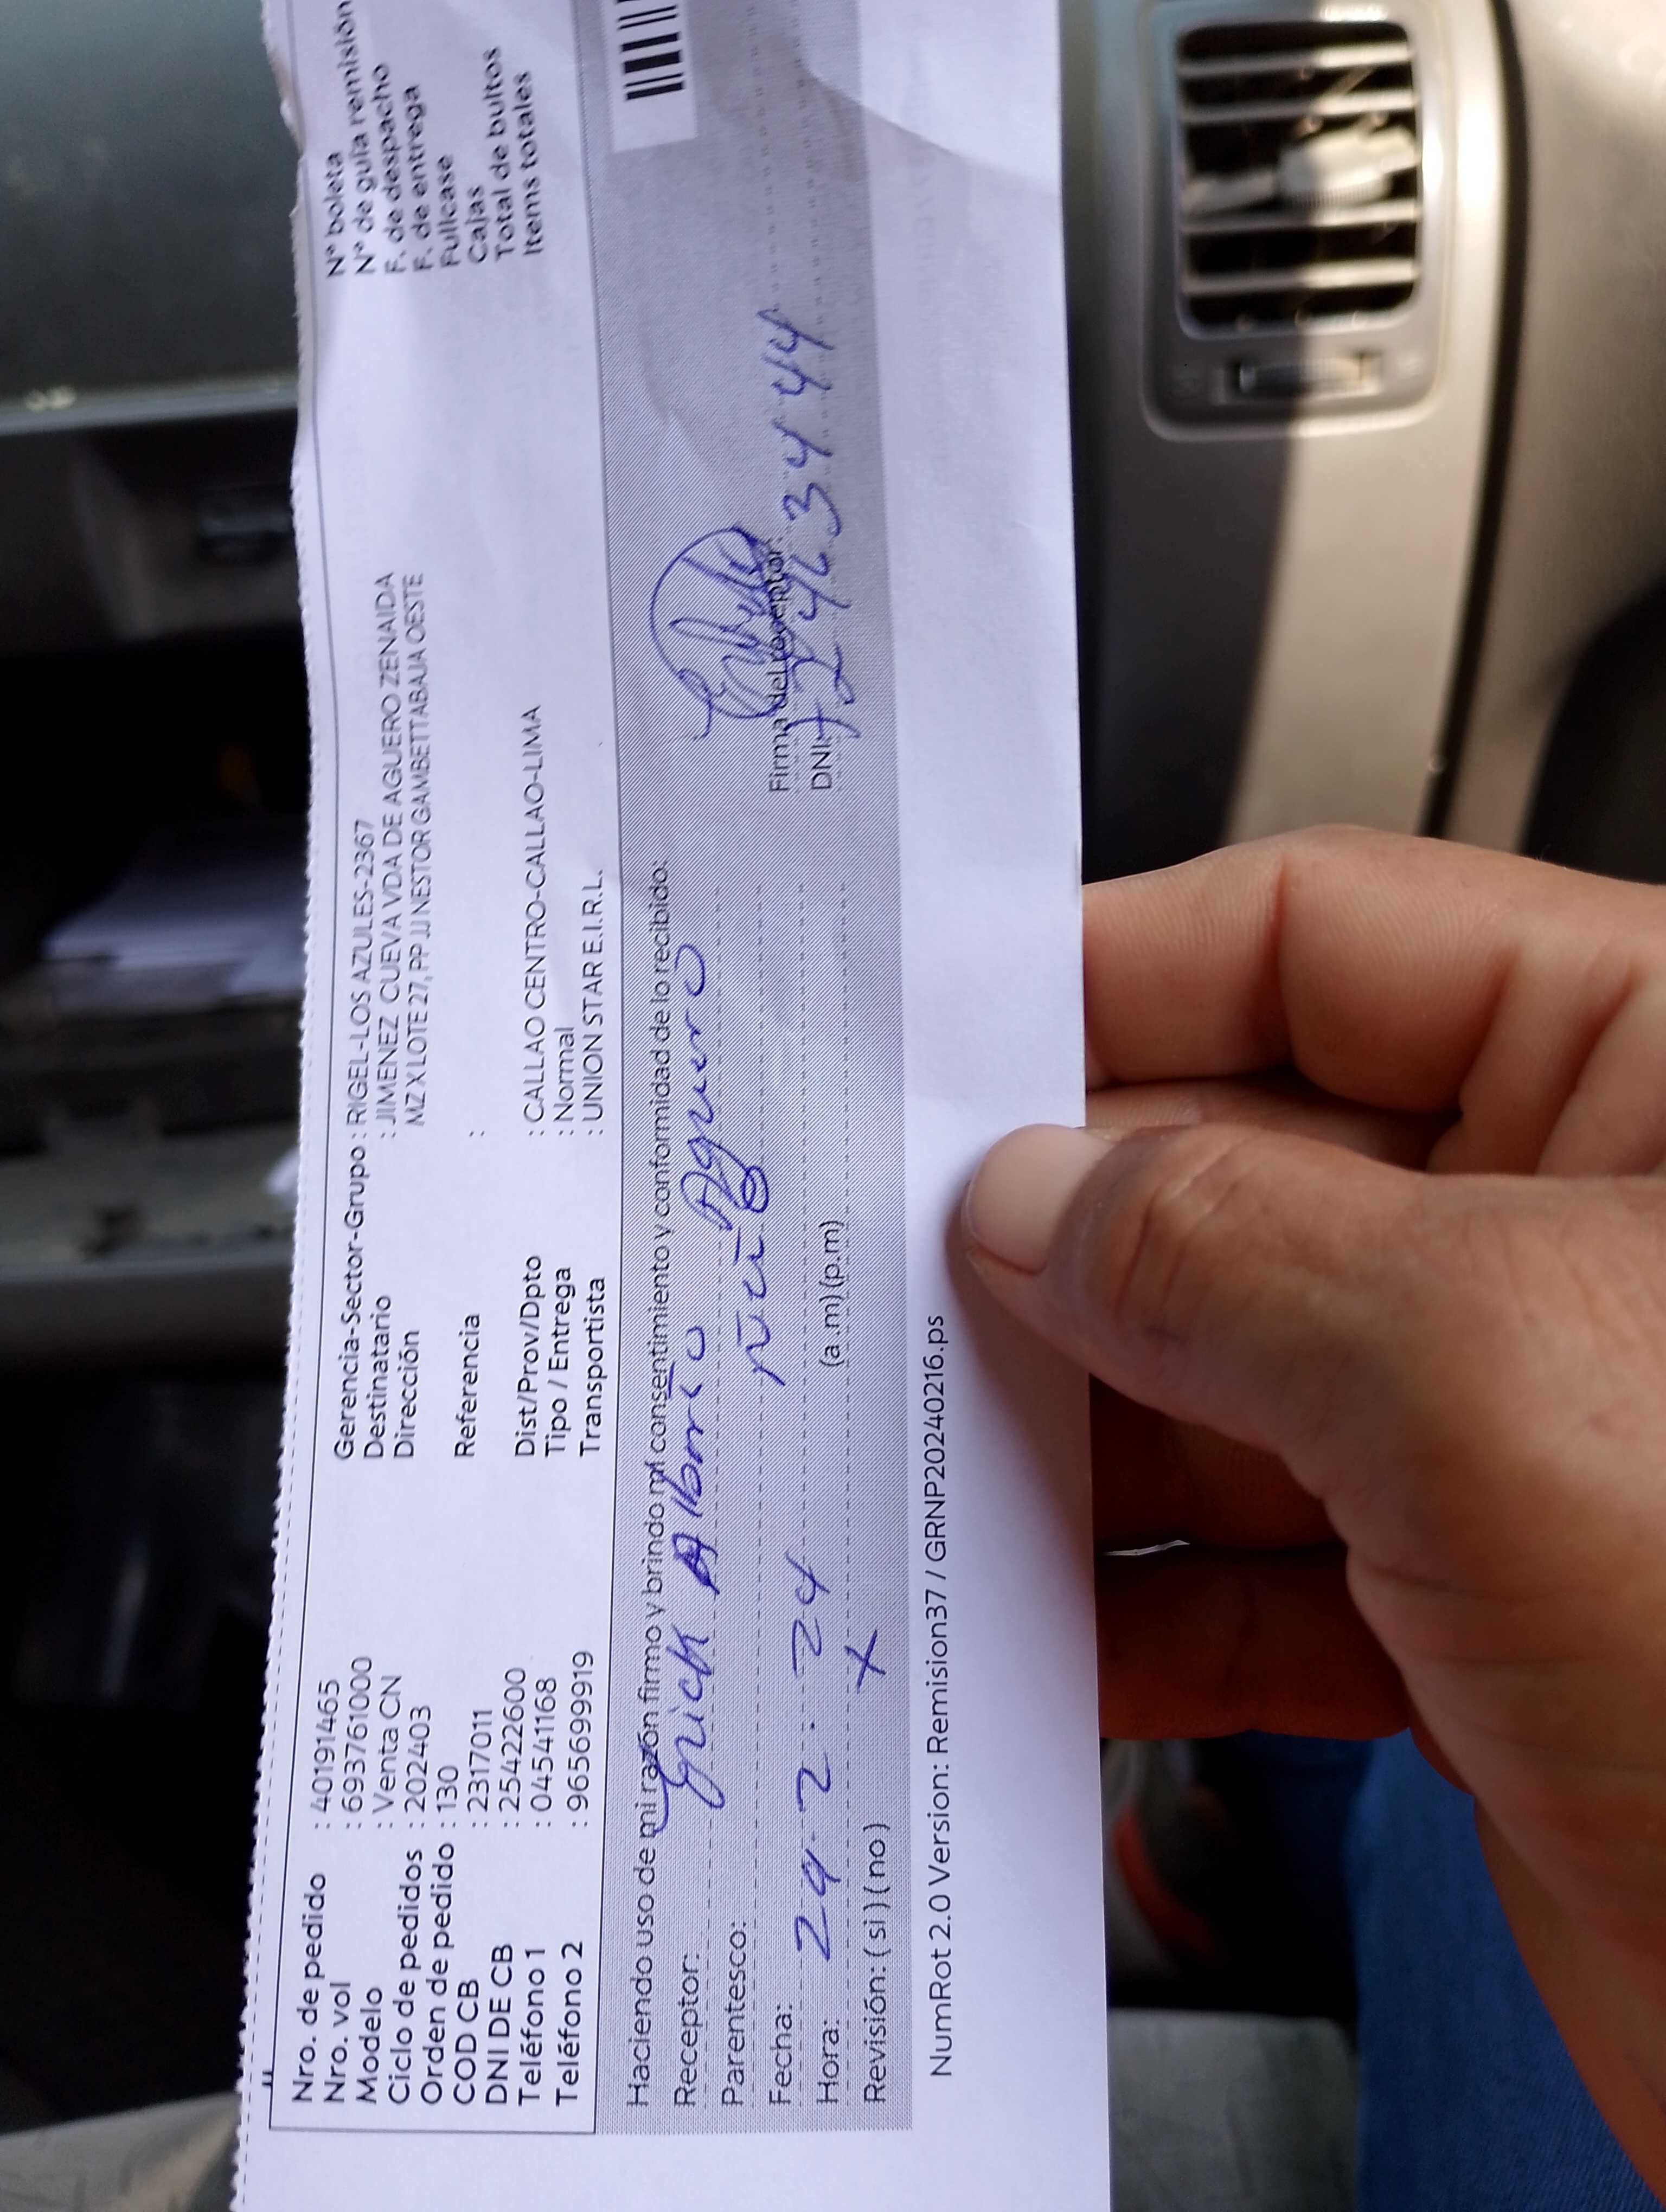 Nro. de pedido : 40191465
Nro. vol : 693761000
Modelo : Venta CN
Ciclo de pedidos : 202403
Orden de pedido : 130
COD CB : 2317011
DNI DE CB : 25422600
Teléfono 1 : 04541168
Teléfono 2 : 965699919
Gerencia-Sector-Grupo : RIGEL-LOS AZULES-2367
Destinatario : JIMENEZ CUEVA VDA DE AGUERO ZENAIDA
Dirección MZ X LOTE 27, PP JJ NESTOR GAMBETTA BAJA OESTE
Referencia :
Dist/Prov/Dpto : CALLAO CENTRO-CALLAO-LIMA
Tipo / Entrega : Normal
Transportista : UNION STAR E.I.R.L.
N° boleta
N° de guía remisión
F. de despacho
F. de entrega
Fullcase
Cajas
Total de bultos
Items totales
Haciendo uso de mi razón firmo y brindo mi consentimiento y conformidad de lo recibido:
Receptor: Erick Aguero
Parentesco:
Fecha: 24
Hora: (a.m)(p.m)
Revisión: ( si ) ( no ) X
Firma del receptor:
DNI:
NumRot 2.0 Version: Remision37 / GRNP20240216.ps